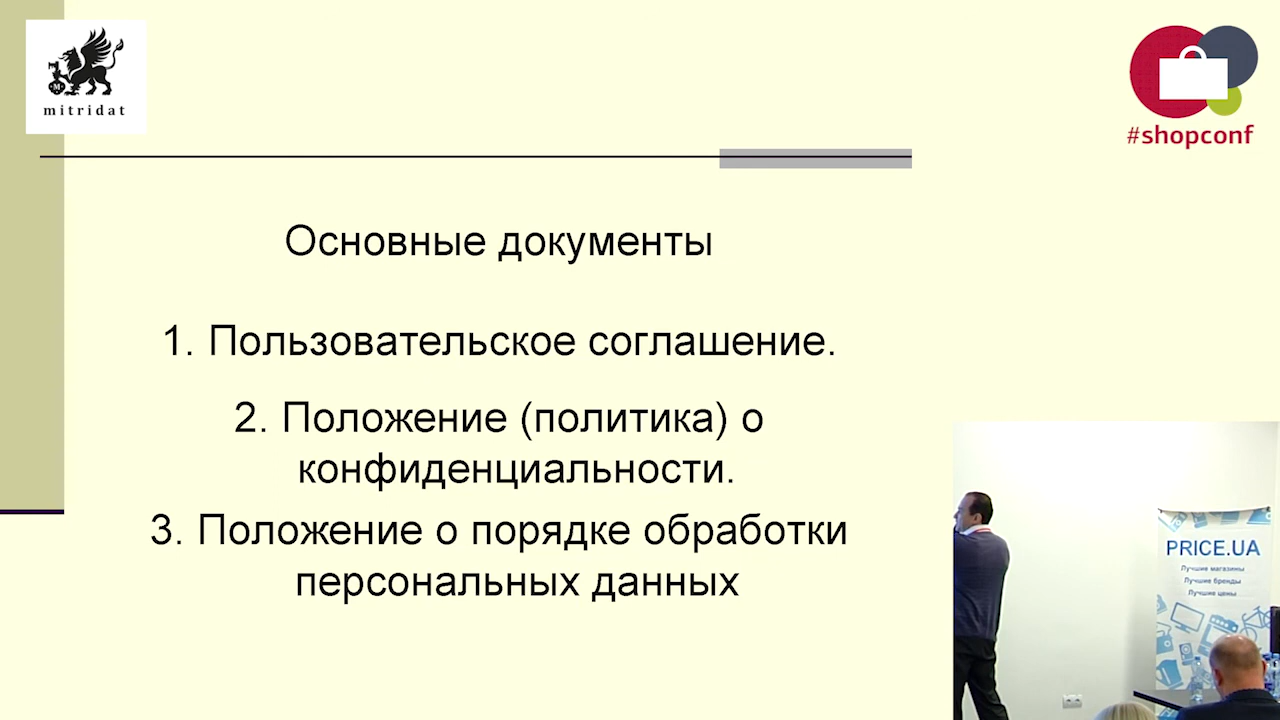 mitridat
#shopconf
Основные документы
1. Пользовательское соглашение.
2. Положение (политика) о
конфиденциальности.
3. Положение о порядке обработки
персональных данных
PRICE.UA
Лучшие магазины
Лучшие бренды
Лучшие цены